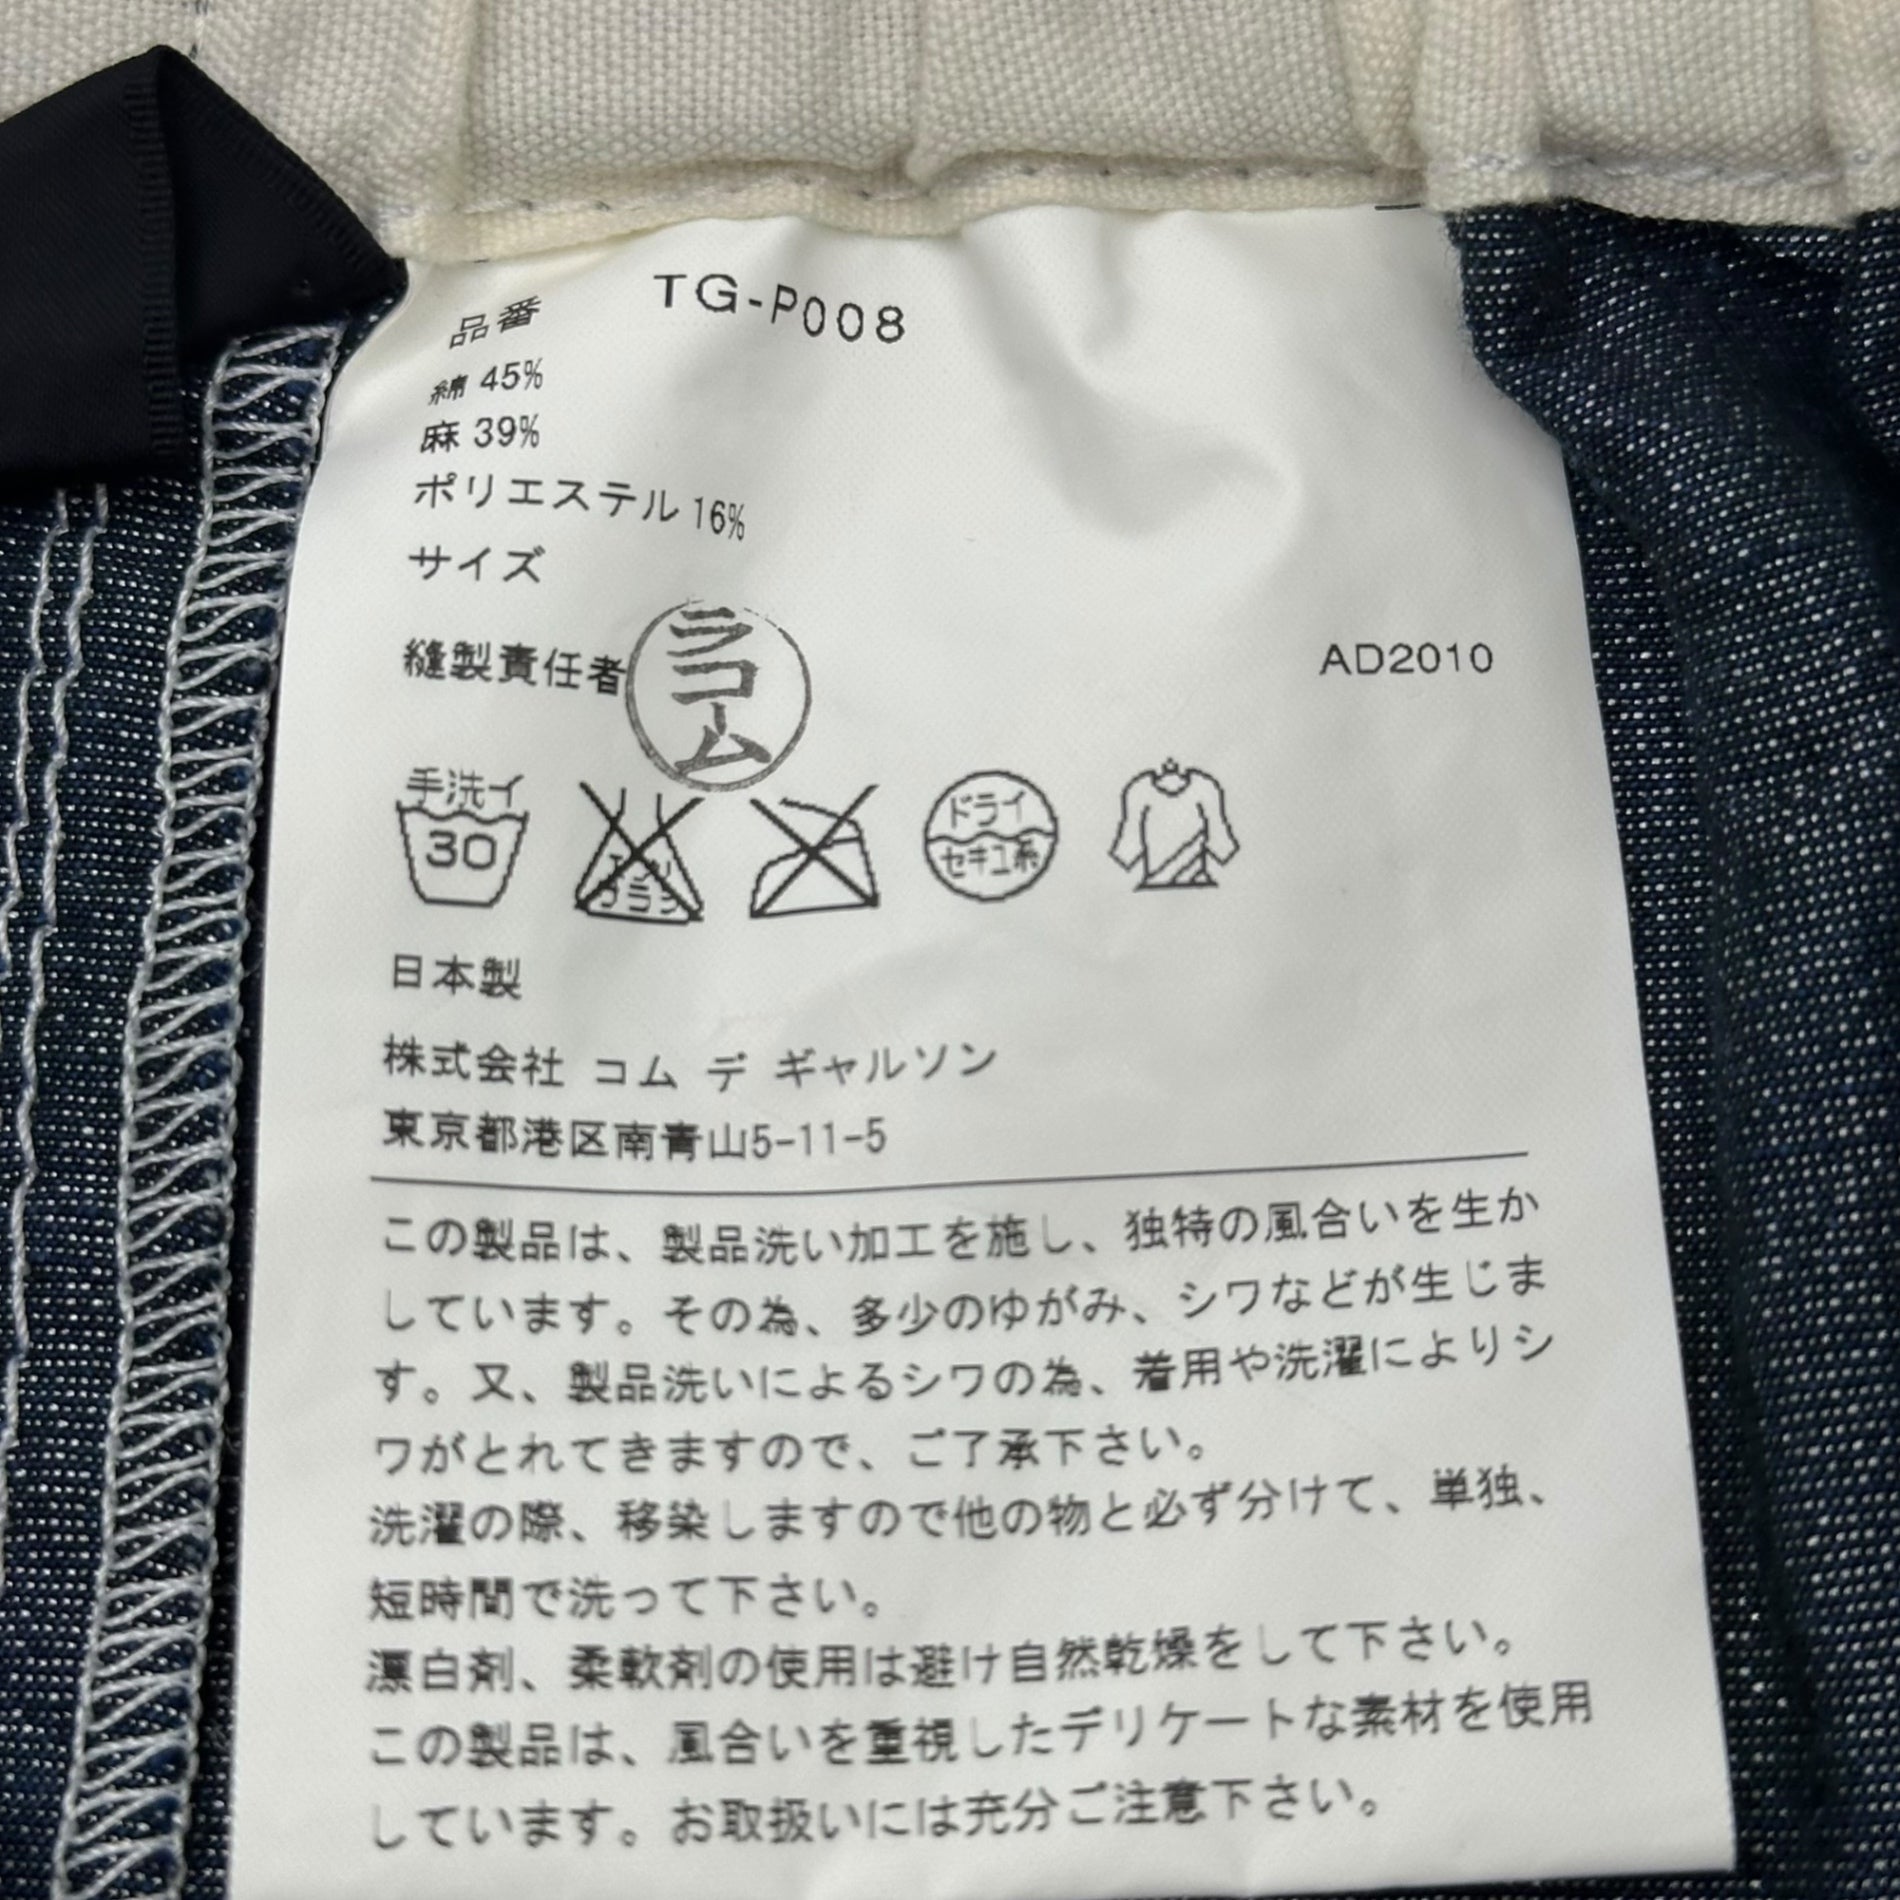 品番 TG-P008
綿 45%
麻 39%
ポリエステル 16%
サイズ
縫製責任者 ラコーム AD2010
手洗イ 30
エンソ
サラシ
ドライ
セキユ系
日本製
株式会社 コム デ ギャルソン
東京都港区南青山5-11-5
この製品は、製品洗い加工を施し、独特の風合いを生か
しています。その為、多少のゆがみ、シワなどが生じま
す。又、製品洗いによるシワの為、着用や洗濯によりシ
ワがとれてきますので、ご了承下さい。
洗濯の際、移染しますので他の物と必ず分けて、単独、
短時間で洗って下さい。
漂白剤、柔軟剤の使用は避け自然乾燥をして下さい。
この製品は、風合いを重視したデリケートな素材を使用
しています。お取扱いには充分ご注意下さい。